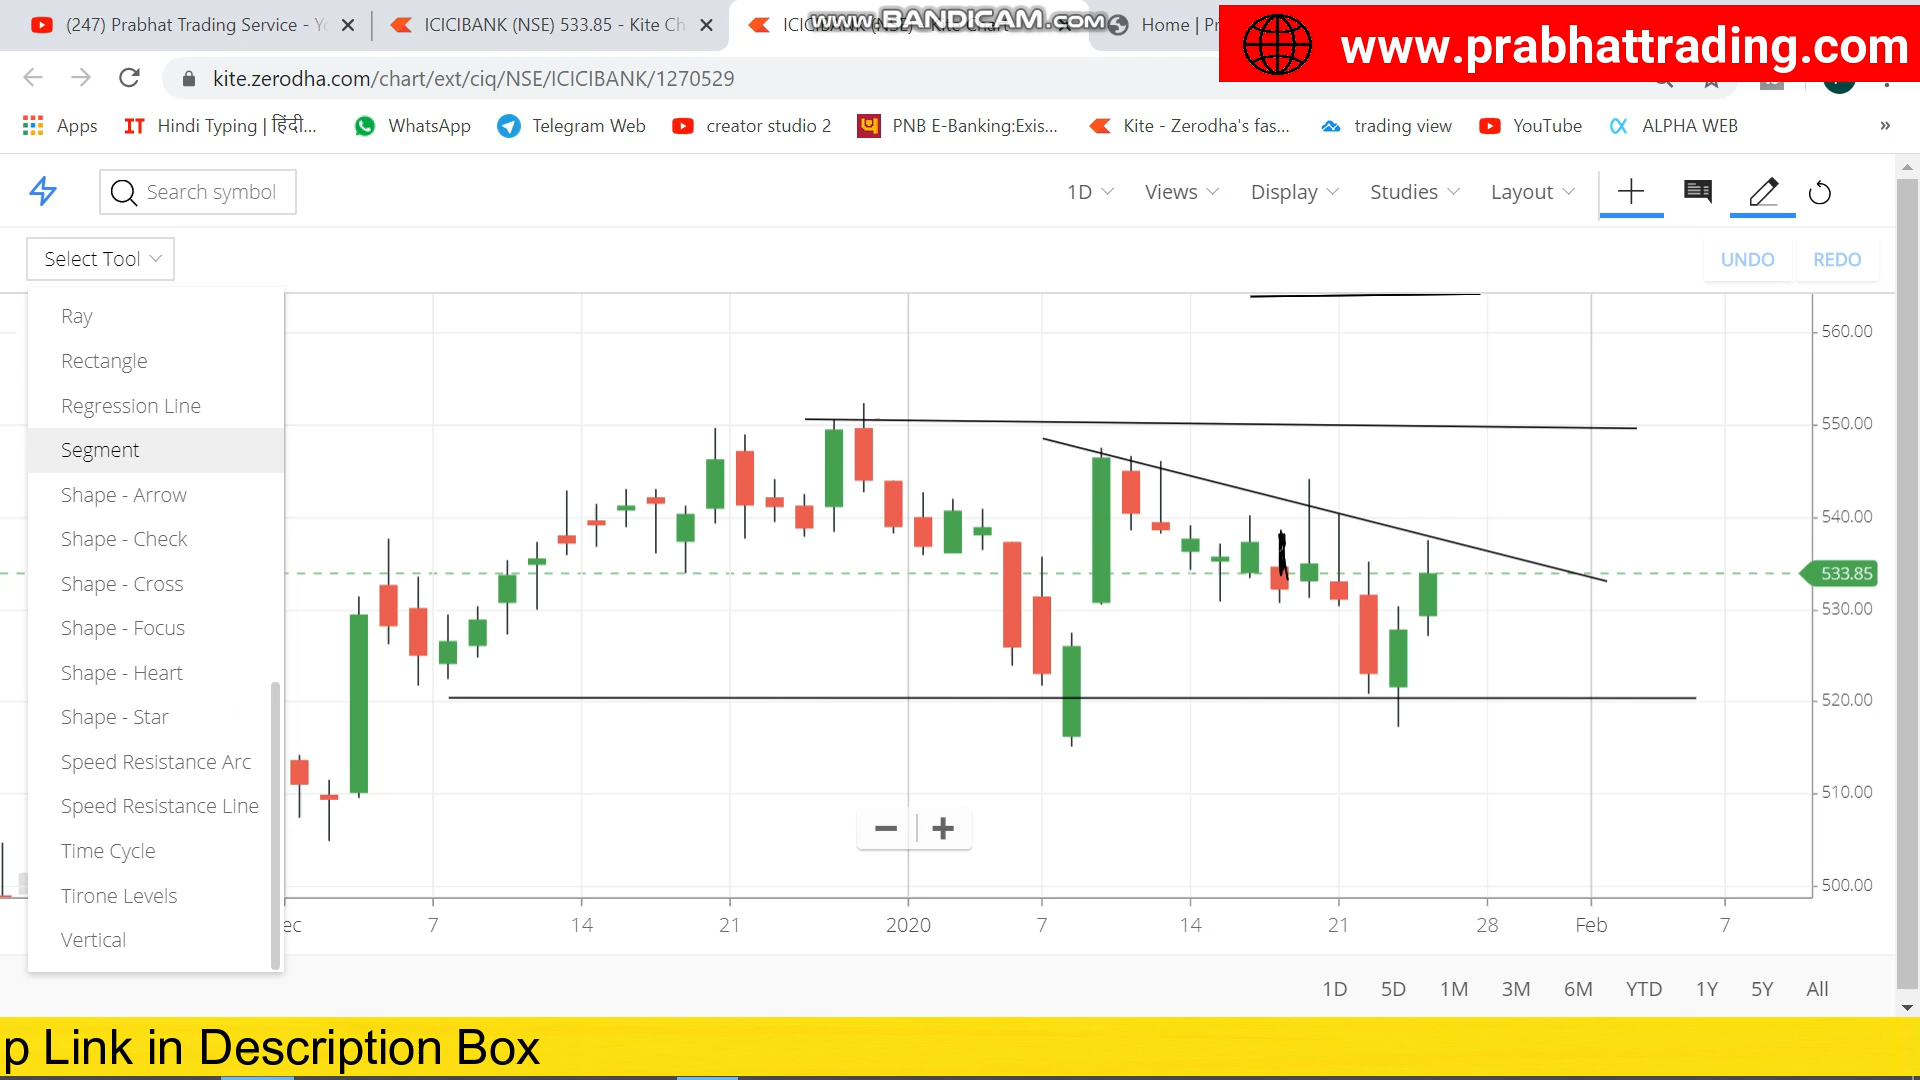 (247) Prabhat Trading Service - Yo
ICICIBANK (NSE) 533.85 - Kite Ch
ICICIBANK (NSE) - Kite Chart
www.BANDICAM.com
Home | Pr
www.prabhattrading.com
kite.zerodha.com/chart/ext/ciq/NSE/ICICIBANK/1270529
Apps
Hindi Typing | हिंदी...
WhatsApp
Telegram Web
creator studio 2
PNB E-Banking:Exis...
Kite - Zerodha's fas...
trading view
YouTube
ALPHA WEB
»
Search symbol
1D
Views
Display
Studies
Layout
Select Tool
UNDO
REDO
Ray
Rectangle
Regression Line
Segment
Shape - Arrow
Shape - Check
Shape - Cross
Shape - Focus
Shape - Heart
Shape - Star
Speed Resistance Arc
Speed Resistance Line
Time Cycle
Tirone Levels
Vertical
560.00
550.00
540.00
533.85
530.00
520.00
510.00
500.00
ec
7
14
21
2020
7
14
21
28
Feb
7
1D
5D
1M
3M
6M
YTD
1Y
5Y
All
p Link in Description Box